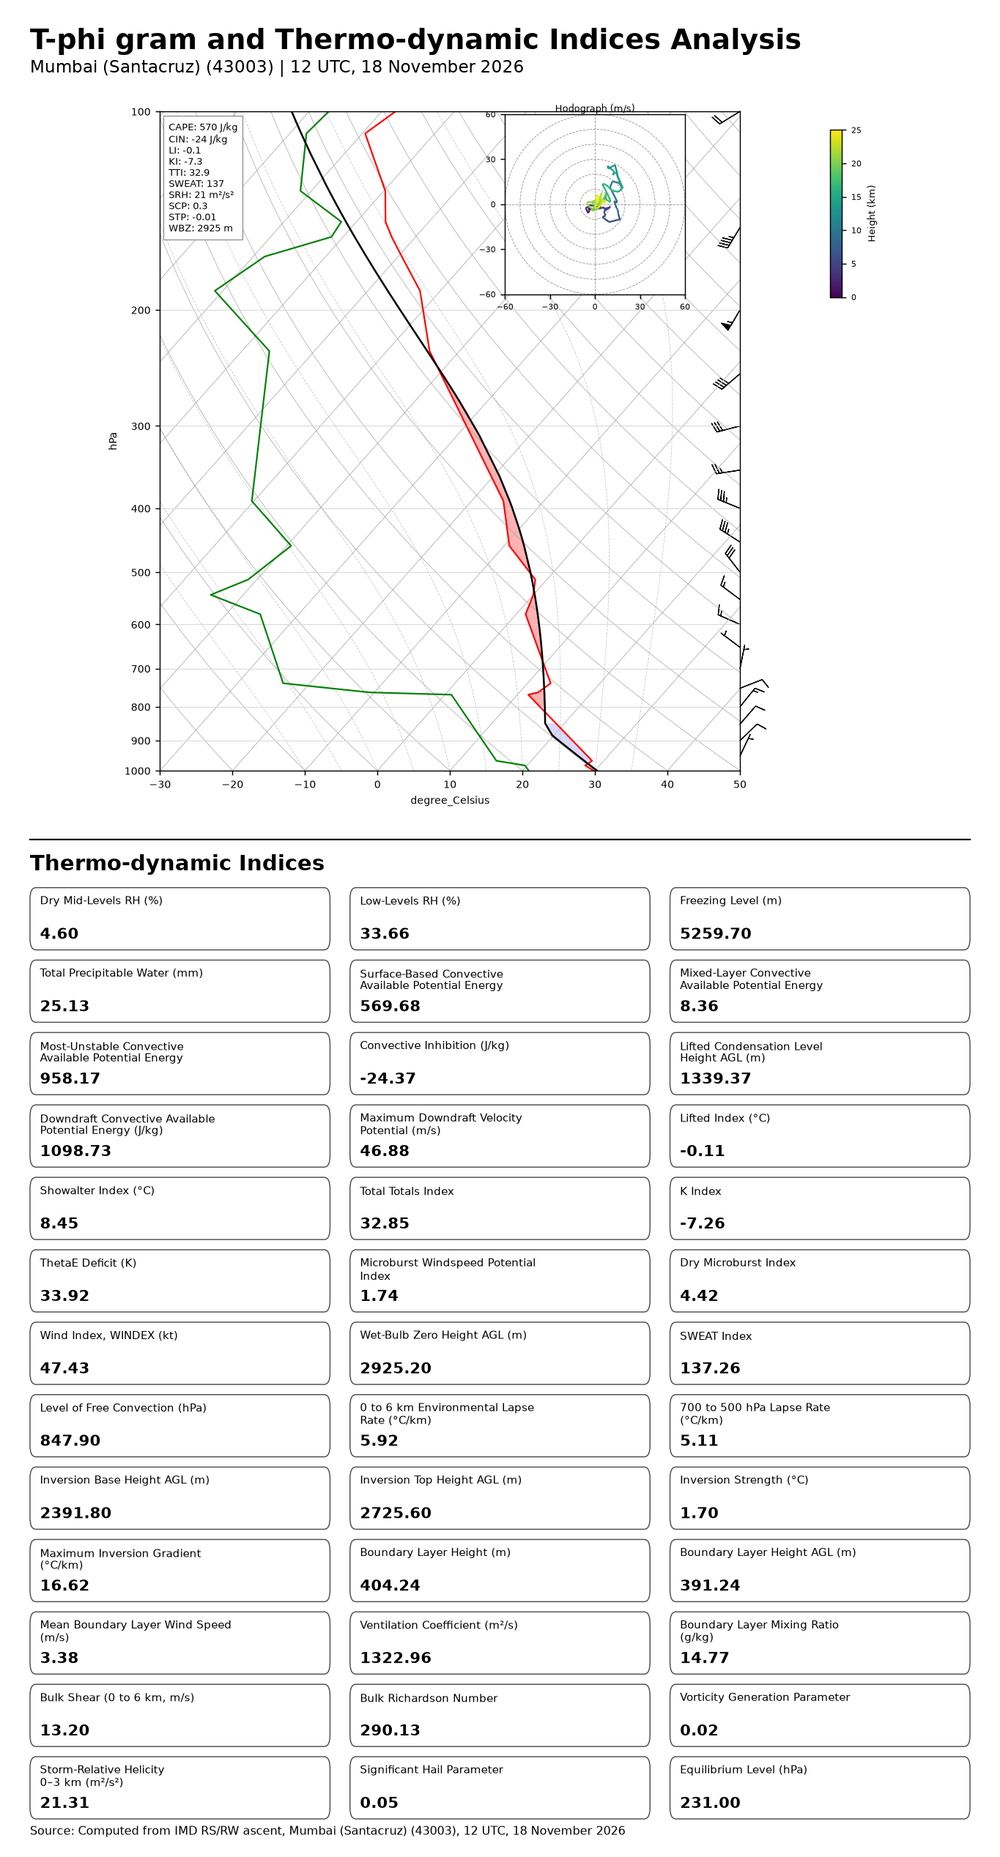 T-phi gram and Thermo-dynamic Indices Analysis
Mumbai (Santacruz) (43003) | 12 UTC, 18 November 2026
Hodograph (m/s)
CAPE: 570 J/kg
CIN: -24 J/kg
LI: -0.1
KI: -7.3
TTI: 32.9
SWEAT: 137
SRH: 21 m²/s²
SCP: 0.3
STP: -0.01
WBZ: 2925 m
100
200
300
400
500
600
700
800
900
1000
hPa
−30 −20 −10 0 10 20 30 40 50
degree_Celsius
60
30
0
−30
−60
−60 −30 0 30 60
25
20
15
10
5
0
Height (km)
Thermo-dynamic Indices
Dry Mid-Levels RH (%)
4.60
Low-Levels RH (%)
33.66
Freezing Level (m)
5259.70
Total Precipitable Water (mm)
25.13
Surface-Based Convective
Available Potential Energy
569.68
Mixed-Layer Convective
Available Potential Energy
8.36
Most-Unstable Convective
Available Potential Energy
958.17
Convective Inhibition (J/kg)
-24.37
Lifted Condensation Level
Height AGL (m)
1339.37
Downdraft Convective Available
Potential Energy (J/kg)
1098.73
Maximum Downdraft Velocity
Potential (m/s)
46.88
Lifted Index (°C)
-0.11
Showalter Index (°C)
8.45
Total Totals Index
32.85
K Index
-7.26
ThetaE Deficit (K)
33.92
Microburst Windspeed Potential
Index
1.74
Dry Microburst Index
4.42
Wind Index, WINDEX (kt)
47.43
Wet-Bulb Zero Height AGL (m)
2925.20
SWEAT Index
137.26
Level of Free Convection (hPa)
847.90
0 to 6 km Environmental Lapse
Rate (°C/km)
5.92
700 to 500 hPa Lapse Rate
(°C/km)
5.11
Inversion Base Height AGL (m)
2391.80
Inversion Top Height AGL (m)
2725.60
Inversion Strength (°C)
1.70
Maximum Inversion Gradient
(°C/km)
16.62
Boundary Layer Height (m)
404.24
Boundary Layer Height AGL (m)
391.24
Mean Boundary Layer Wind Speed
(m/s)
3.38
Ventilation Coefficient (m²/s)
1322.96
Boundary Layer Mixing Ratio
(g/kg)
14.77
Bulk Shear (0 to 6 km, m/s)
13.20
Bulk Richardson Number
290.13
Vorticity Generation Parameter
0.02
Storm-Relative Helicity
0–3 km (m²/s²)
21.31
Significant Hail Parameter
0.05
Equilibrium Level (hPa)
231.00
Source: Computed from IMD RS/RW ascent, Mumbai (Santacruz) (43003), 12 UTC, 18 November 2026